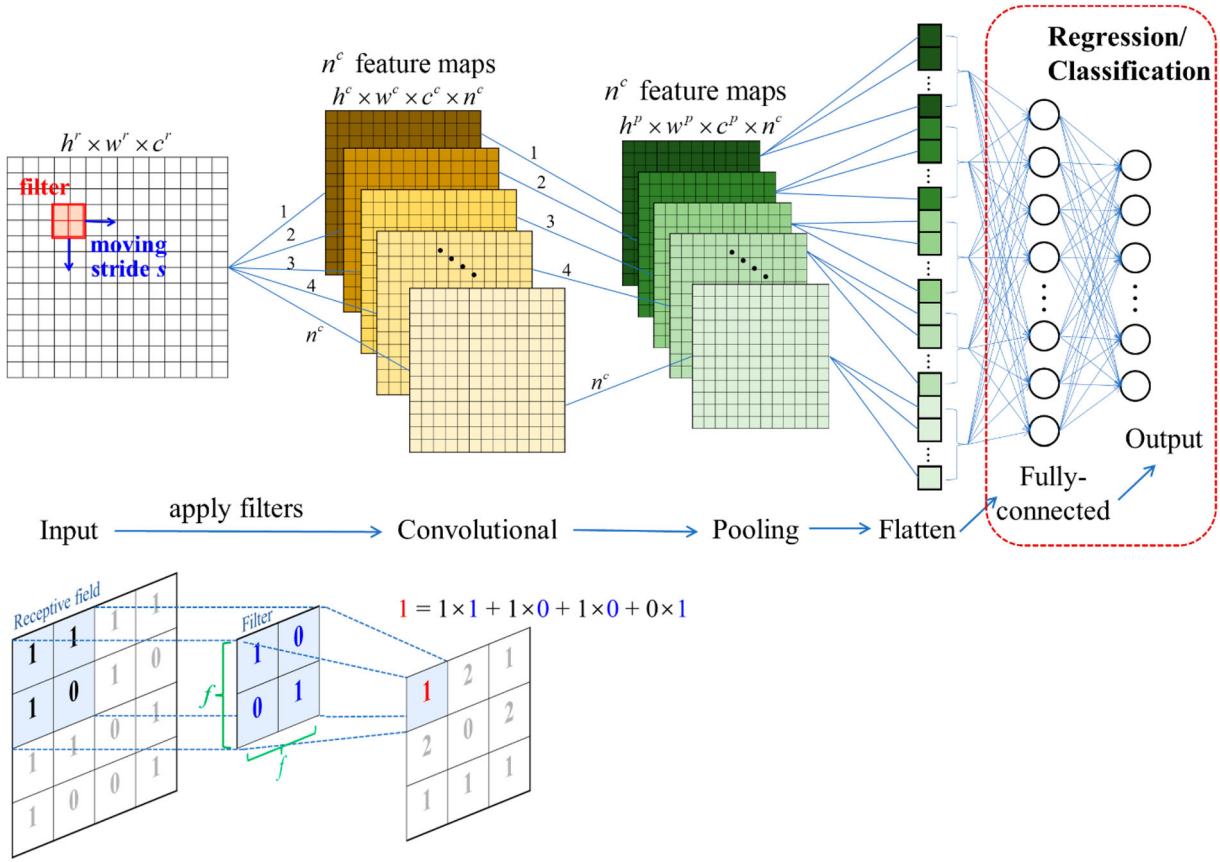 n^c feature maps
h^c × w^c × c^c × n^c
n^c feature maps
h^p × w^p × c^p × n^c
Regression/
Classification
h^r × w^r × c^r
filter
moving
stride s
1
2
3
4
n^c
1
2
3
4
n^c
Output
Fully-
connected
Input
apply filters
Convolutional
Pooling
Flatten
Receptive field
1 1 1 1
1 0 1 0
1 1 0 1
1 0 0 1
Filter
1 0
0 1
f
f
1 = 1×1 + 1×0 + 1×0 + 0×1
1 2 1
2 0 2
1 1 1